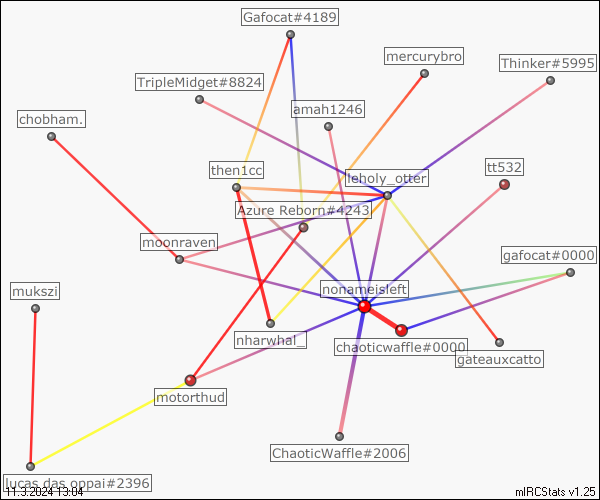 Gafocat#4189
mercurybro
Thinker#5995
TripleMidget#8824
amah1246
chobham.
then1cc
leholy_otter
tt532
Azure Reborn#4243
moonraven
gafocat#0000
mukszi
nonameisleft
nharwhal_
chaoticwaffle#0000
gateauxcatto
motorthud
ChaoticWaffle#2006
lucas das oppai#2396
11.3.2024 13:04
mIRCStats v1.25